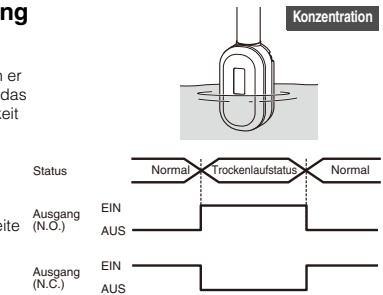 ng
Konzentration
n er
das
keit
Status Normal Trockenlaufstatus Normal
Ausgang (N.O.) EIN AUS
eite
Ausgang (N.C.) EIN AUS